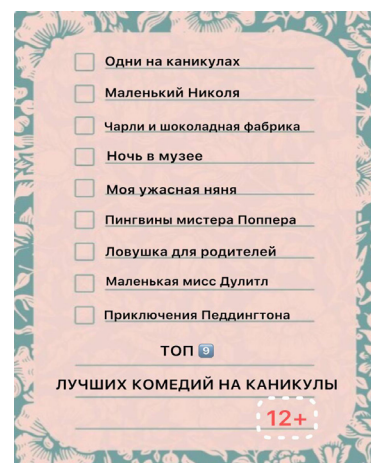 Одни на каникулах
Маленький Николя
Чарли и шоколадная фабрика
Ночь в музее
Моя ужасная няня
Пингвины мистера Поппера
Ловушка для родителей
Маленькая мисс Дулитл
Приключения Педдингтона
ТОП 9️⃣
ЛУЧШИХ КОМЕДИЙ НА КАНИКУЛЫ
12+